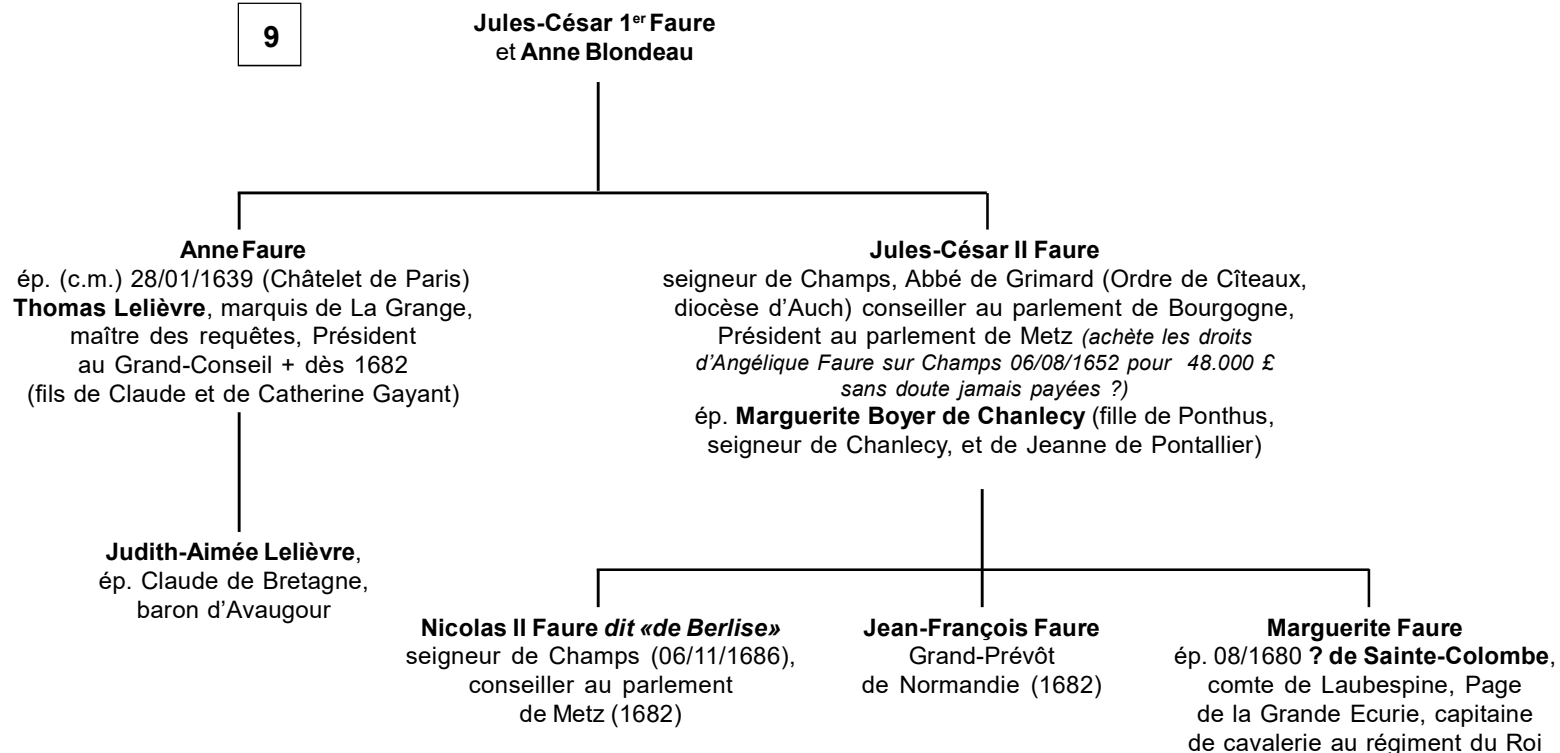 9
Jules-César 1er Faure
et Anne Blondeau
Anne Faure
ép. (c.m.) 28/01/1639 (Châtelet de Paris)
Thomas Lelièvre, marquis de La Grange,
maître des requêtes, Président
au Grand-Conseil + dès 1682
(fils de Claude et de Catherine Gayant)
Jules-César II Faure
seigneur de Champs, Abbé de Grimard (Ordre de Cîteaux,
diocèse d’Auch) conseiller au parlement de Bourgogne,
Président au parlement de Metz (achète les droits
d’Angélique Faure sur Champs 06/08/1652 pour 48.000 £
sans doute jamais payées ?)
ép. Marguerite Boyer de Chanlecy (fille de Ponthus,
seigneur de Chanlecy, et de Jeanne de Pontallier)
Judith-Aimée Lelièvre,
ép. Claude de Bretagne,
baron d’Avaugour
Nicolas II Faure dit «de Berlise»
seigneur de Champs (06/11/1686),
conseiller au parlement
de Metz (1682)
Jean-François Faure
Grand-Prévôt
de Normandie (1682)
Marguerite Faure
ép. 08/1680 ? de Sainte-Colombe,
comte de Laubespine, Page
de la Grande Ecurie, capitaine
de cavalerie au régiment du Roi